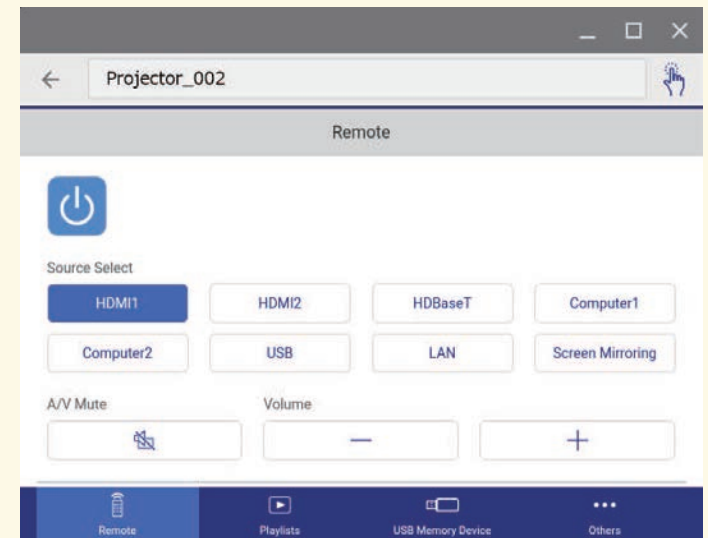 Projector_002
Remote
Source Select
HDMI1 HDMI2 HDBaseT Computer1
Computer2 USB LAN Screen Mirroring
A/V Mute Volume
Remote Playlists USB Memory Device Others